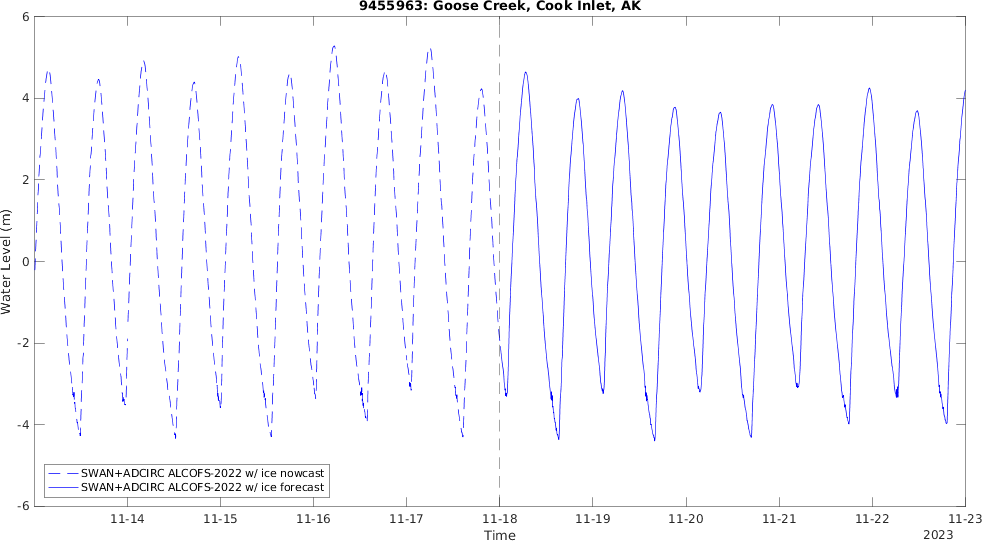 9455963: Goose Creek, Cook Inlet, AK
6
4
2
0
-2
-4
-6
Water Level (m)
SWAN+ADCIRC ALCOFS-2022 w/ ice nowcast
SWAN+ADCIRC ALCOFS-2022 w/ ice forecast
11-14 11-15 11-16 11-17 11-18 11-19 11-20 11-21 11-22 11-23
Time
2023